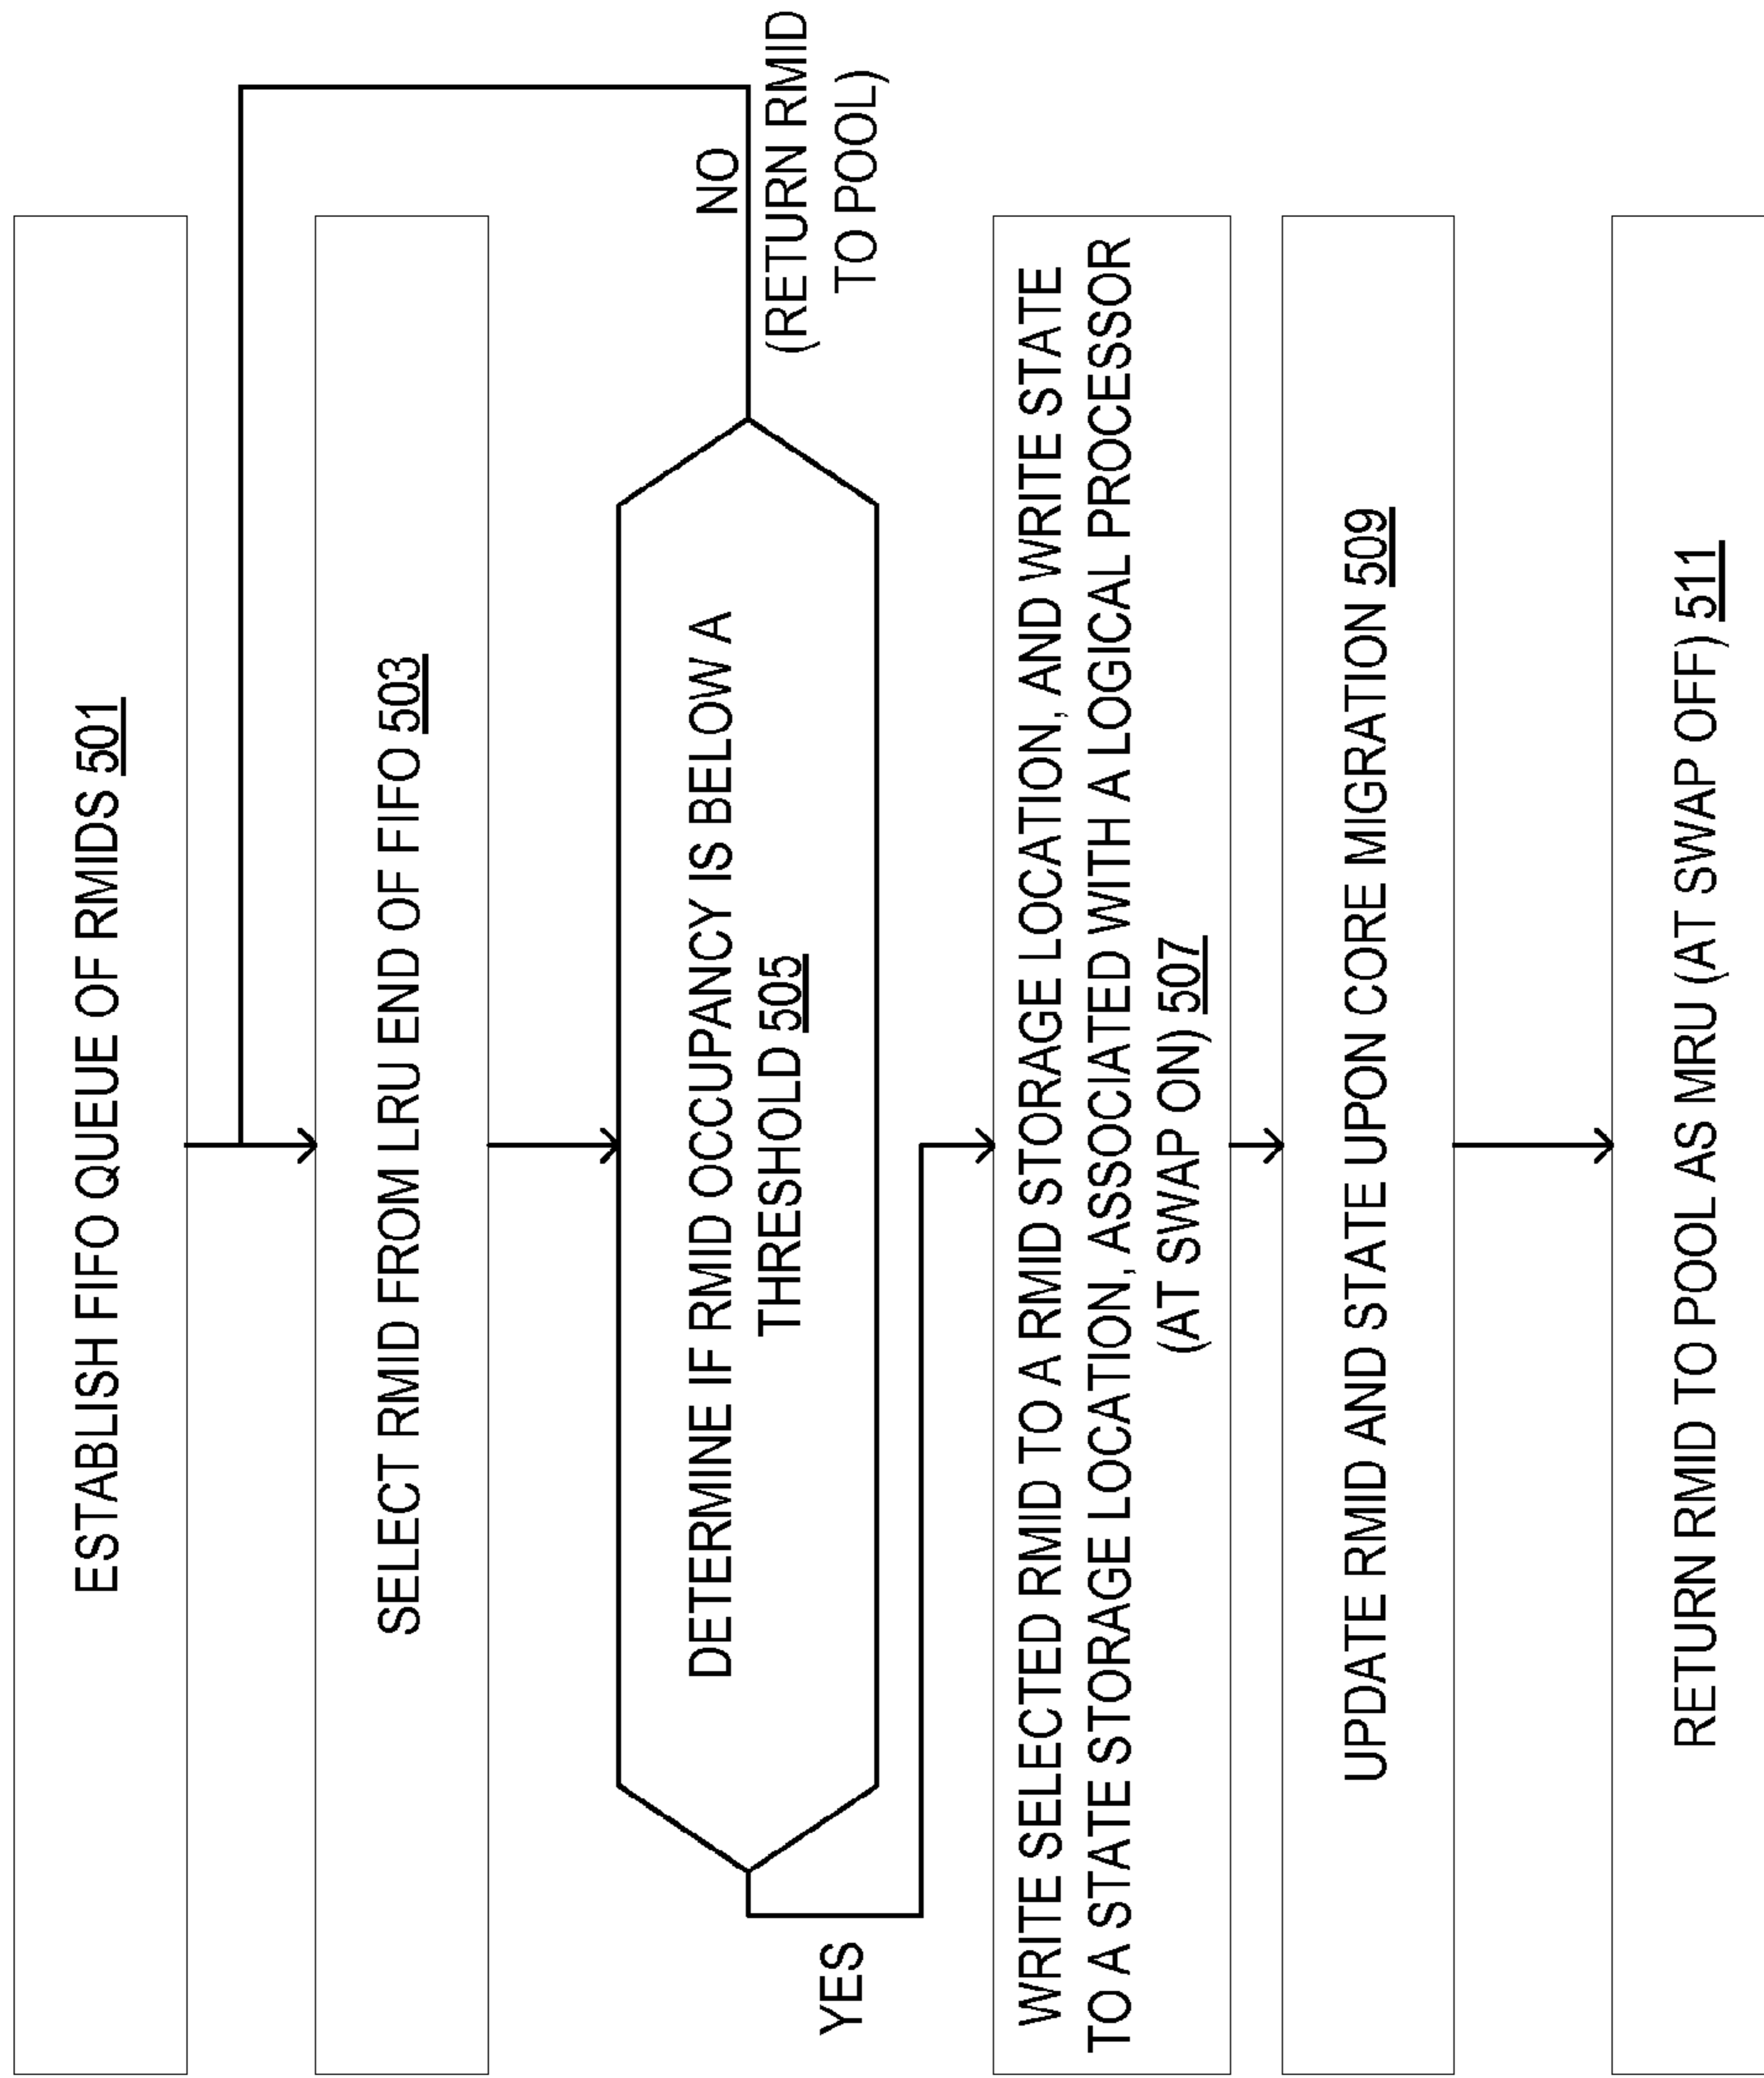 ESTABLISH FIFO QUEUE OF RMIDS 501
SELECT RMID FROM LRU END OF FIFO 503
DETERMINE IF RMID OCCUPANCY IS BELOW A
THRESHOLD 505
NO
(RETURN RMID
TO POOL)
YES
WRITE SELECTED RMID TO A RMID STORAGE LOCATION, AND WRITE STATE
TO A STATE STORAGE LOCATION, ASSOCIATED WITH A LOGICAL PROCESSOR
(AT SWAP ON) 507
UPDATE RMID AND STATE UPON CORE MIGRATION 509
RETURN RMID TO POOL AS MRU (AT SWAP OFF) 511